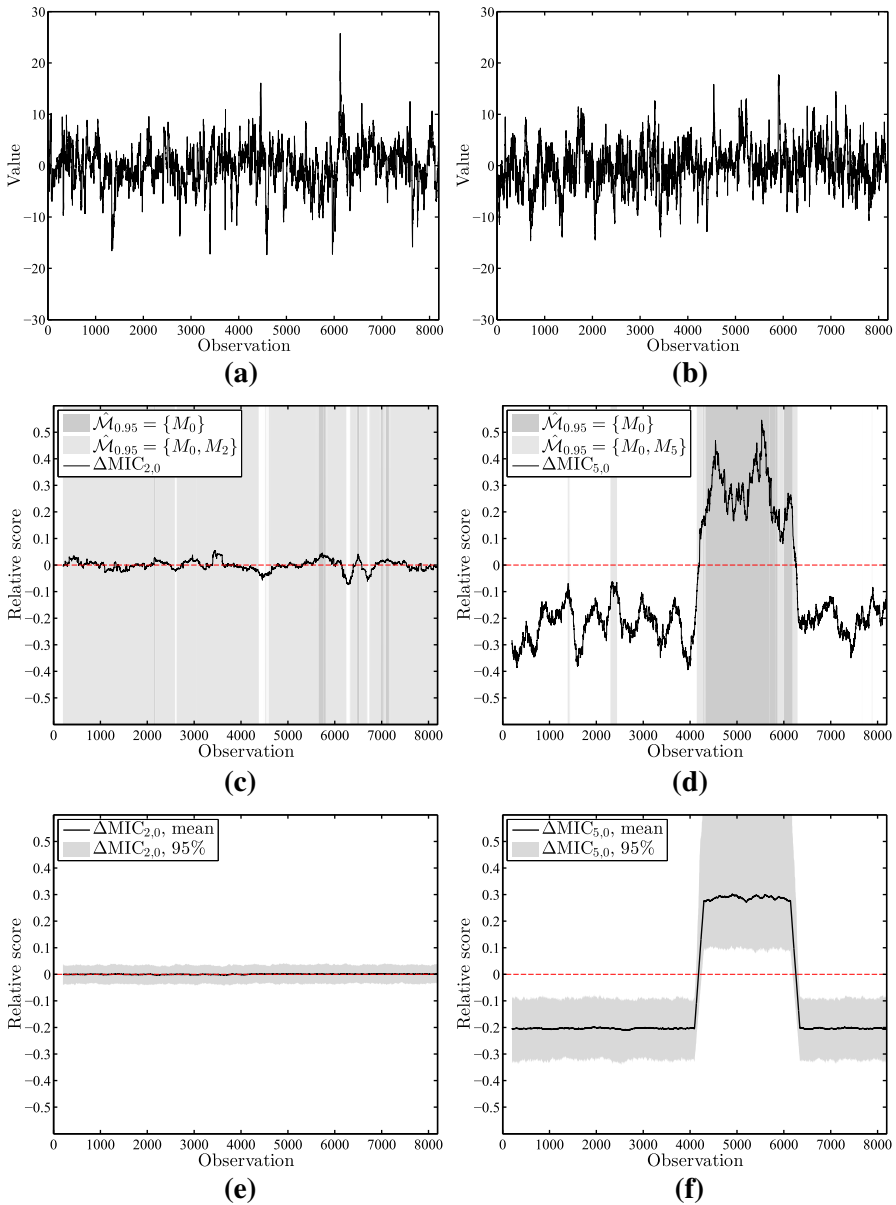 30
20
10
0
−10
−20
−30
Value
0 1000 2000 3000 4000 5000 6000 7000 8000
Observation
(a)
30
20
10
0
−10
−20
−30
Value
0 1000 2000 3000 4000 5000 6000 7000 8000
Observation
(b)
0.5
0.4
0.3
0.2
0.1
0
−0.1
−0.2
−0.3
−0.4
−0.5
Relative score
ℳ̂0.95 = {M0}
ℳ̂0.95 = {M0, M2}
ΔMIC2,0
0 1000 2000 3000 4000 5000 6000 7000 8000
Observation
(c)
0.5
0.4
0.3
0.2
0.1
0
−0.1
−0.2
−0.3
−0.4
−0.5
Relative score
ℳ̂0.95 = {M0}
ℳ̂0.95 = {M0, M5}
ΔMIC5,0
0 1000 2000 3000 4000 5000 6000 7000 8000
Observation
(d)
0.5
0.4
0.3
0.2
0.1
0
−0.1
−0.2
−0.3
−0.4
−0.5
Relative score
ΔMIC2,0, mean
ΔMIC2,0, 95%
0 1000 2000 3000 4000 5000 6000 7000 8000
Observation
(e)
0.5
0.4
0.3
0.2
0.1
0
−0.1
−0.2
−0.3
−0.4
−0.5
Relative score
ΔMIC5,0, mean
ΔMIC5,0, 95%
0 1000 2000 3000 4000 5000 6000 7000 8000
Observation
(f)